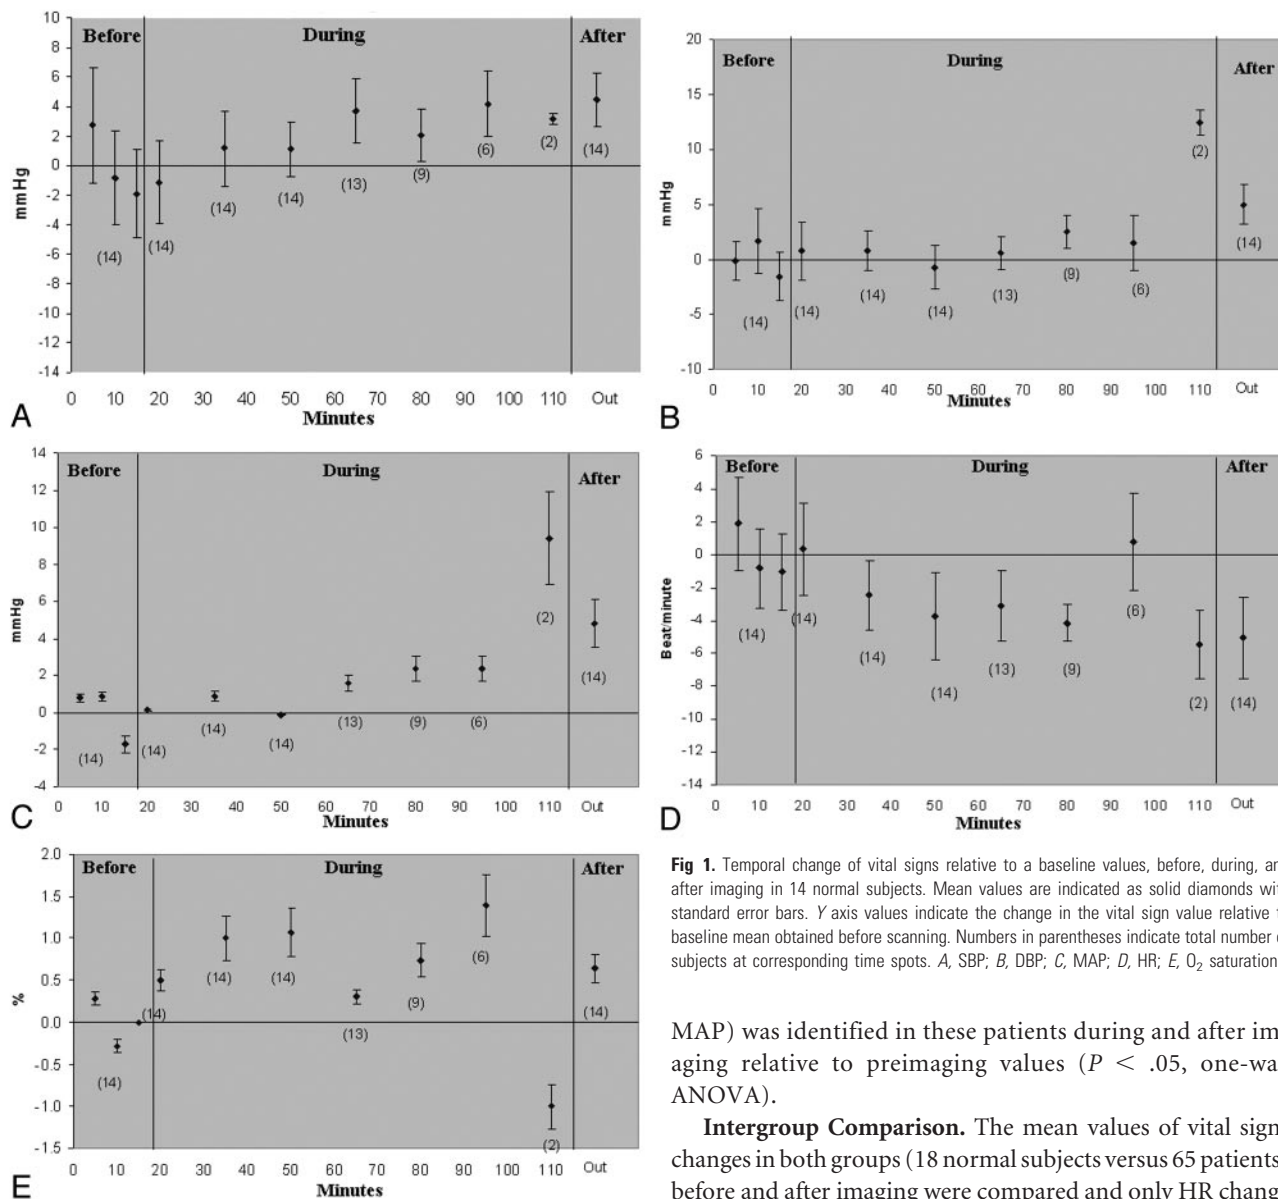 10
8
6
4
2
0
-2
-4
-6
-8
-10
-12
-14
mmHg
Before
During
After
(14)
(14)
(14)
(14)
(13)
(9)
(6)
(2)
(14)
0 10 20 30 40 50 60 70 80 90 100 110 Out
Minutes
A
20
15
10
5
0
-5
-10
mmHg
Before
During
After
(14)
(14)
(14)
(14)
(13)
(9)
(6)
(2)
(14)
0 10 20 30 40 50 60 70 80 90 100 110 Out
Minutes
B
14
12
10
8
6
4
2
0
-2
-4
mmHg
Before
During
After
(14)
(14)
(14)
(14)
(13)
(9)
(6)
(2)
(14)
0 10 20 30 40 50 60 70 80 90 100 110 Out
Minutes
C
6
4
2
0
-2
-4
-6
-8
-10
-12
-14
Beat/minute
Before
During
After
(14)
(14)
(14)
(14)
(13)
(9)
(6)
(2)
(14)
0 10 20 30 40 50 60 70 80 90 100 110 Out
Minutes
D
2.0
1.5
1.0
0.5
0.0
-0.5
-1.0
-1.5
%
Before
During
After
(14)
(14)
(14)
(14)
(13)
(9)
(6)
(2)
(14)
0 10 20 30 40 50 60 70 80 90 100 110 Out
Minutes
E
Fig 1. Temporal change of vital signs relative to a baseline values, before, during, an
after imaging in 14 normal subjects. Mean values are indicated as solid diamonds wit
standard error bars. Y axis values indicate the change in the vital sign value relative t
baseline mean obtained before scanning. Numbers in parentheses indicate total number o
subjects at corresponding time spots. A, SBP; B, DBP; C, MAP; D, HR; E, O₂ saturation
MAP) was identified in these patients during and after im-
aging relative to preimaging values (P < .05, one-wa
ANOVA).
Intergroup Comparison. The mean values of vital sign
changes in both groups (18 normal subjects versus 65 patients
before and after imaging were compared and only HR chang